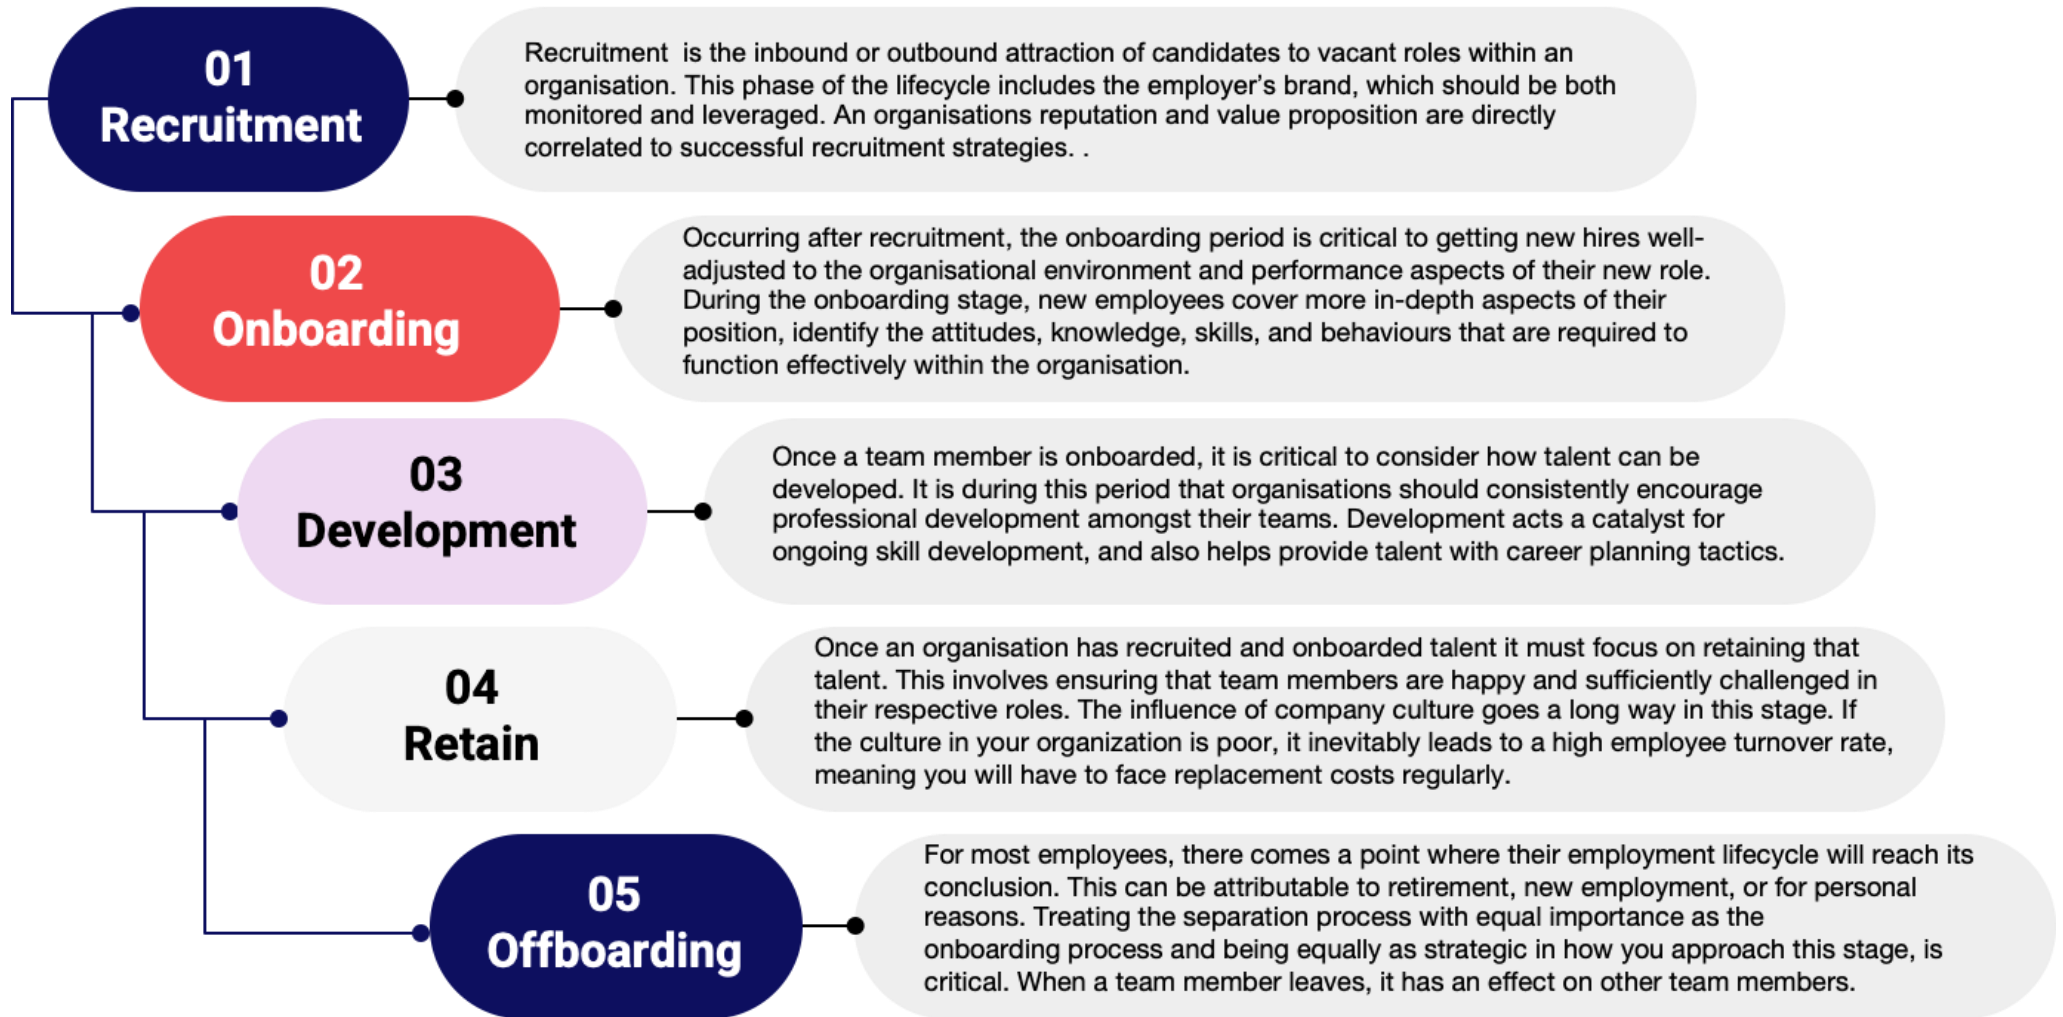 01
Recruitment
Recruitment  is the inbound or outbound attraction of candidates to vacant roles within an
organisation. This phase of the lifecycle includes the employer’s brand, which should be both
monitored and leveraged. An organisations reputation and value proposition are directly
correlated to successful recruitment strategies. .
02
Onboarding
Occurring after recruitment, the onboarding period is critical to getting new hires well-
adjusted to the organisational environment and performance aspects of their new role.
During the onboarding stage, new employees cover more in-depth aspects of their
position, identify the attitudes, knowledge, skills, and behaviours that are required to
function effectively within the organisation.
03
Development
Once a team member is onboarded, it is critical to consider how talent can be
developed. It is during this period that organisations should consistently encourage
professional development amongst their teams. Development acts a catalyst for
ongoing skill development, and also helps provide talent with career planning tactics.
04
Retain
Once an organisation has recruited and onboarded talent it must focus on retaining that
talent. This involves ensuring that team members are happy and sufficiently challenged in
their respective roles. The influence of company culture goes a long way in this stage. If
the culture in your organization is poor, it inevitably leads to a high employee turnover rate,
meaning you will have to face replacement costs regularly.
05
Offboarding
For most employees, there comes a point where their employment lifecycle will reach its
conclusion. This can be attributable to retirement, new employment, or for personal
reasons. Treating the separation process with equal importance as the
onboarding process and being equally as strategic in how you approach this stage, is
critical. When a team member leaves, it has an effect on other team members.